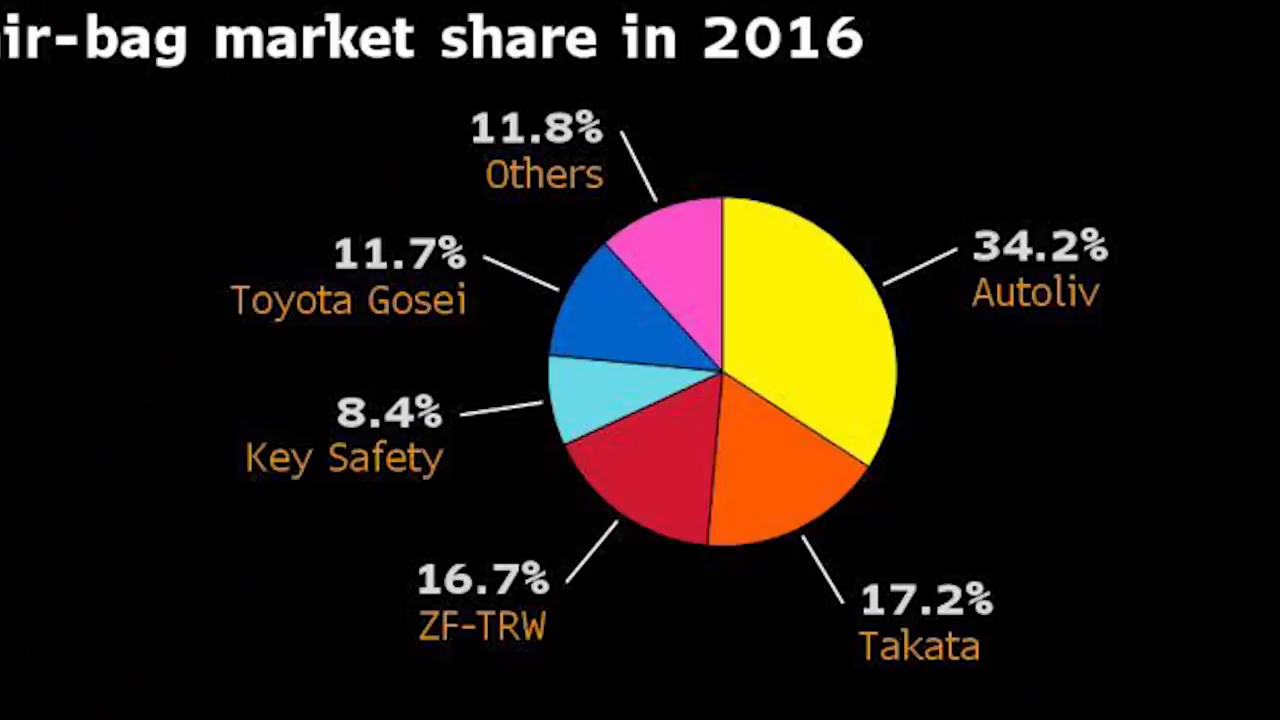 ir-bag market share in 2016
11.8%
Others
34.2%
Autoliv
11.7%
Toyota Gosei
8.4%
Key Safety
16.7%
ZF-TRW
17.2%
Takata